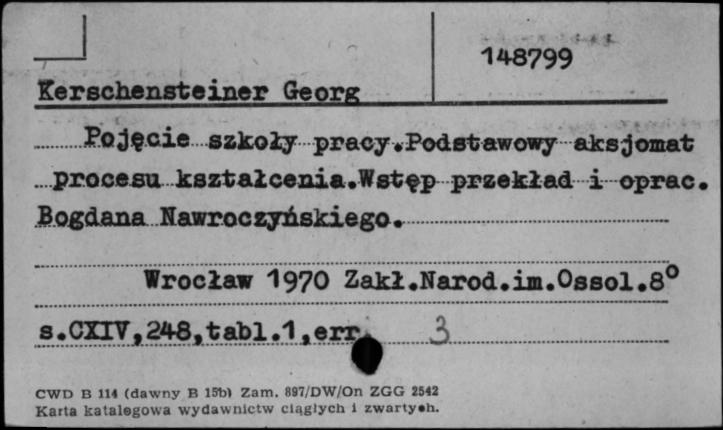 148799
Kerschensteiner Georg
Pojęcie szkoły pracy.Podstawowy aksjomat
procesu kształcenia.Wstęp przekład i oprac.
Bogdana Nawroczyńskiego.
Wrocław 1970 Zakł.Narod.im.Ossol.8°
s.CXIV,248,tabl.1,err. 3
CWD B 114 (dawny B 15b) Zam. 897/DW/On ZGG 2542
Karta katalogowa wydawnictw ciągłych i zwartych.